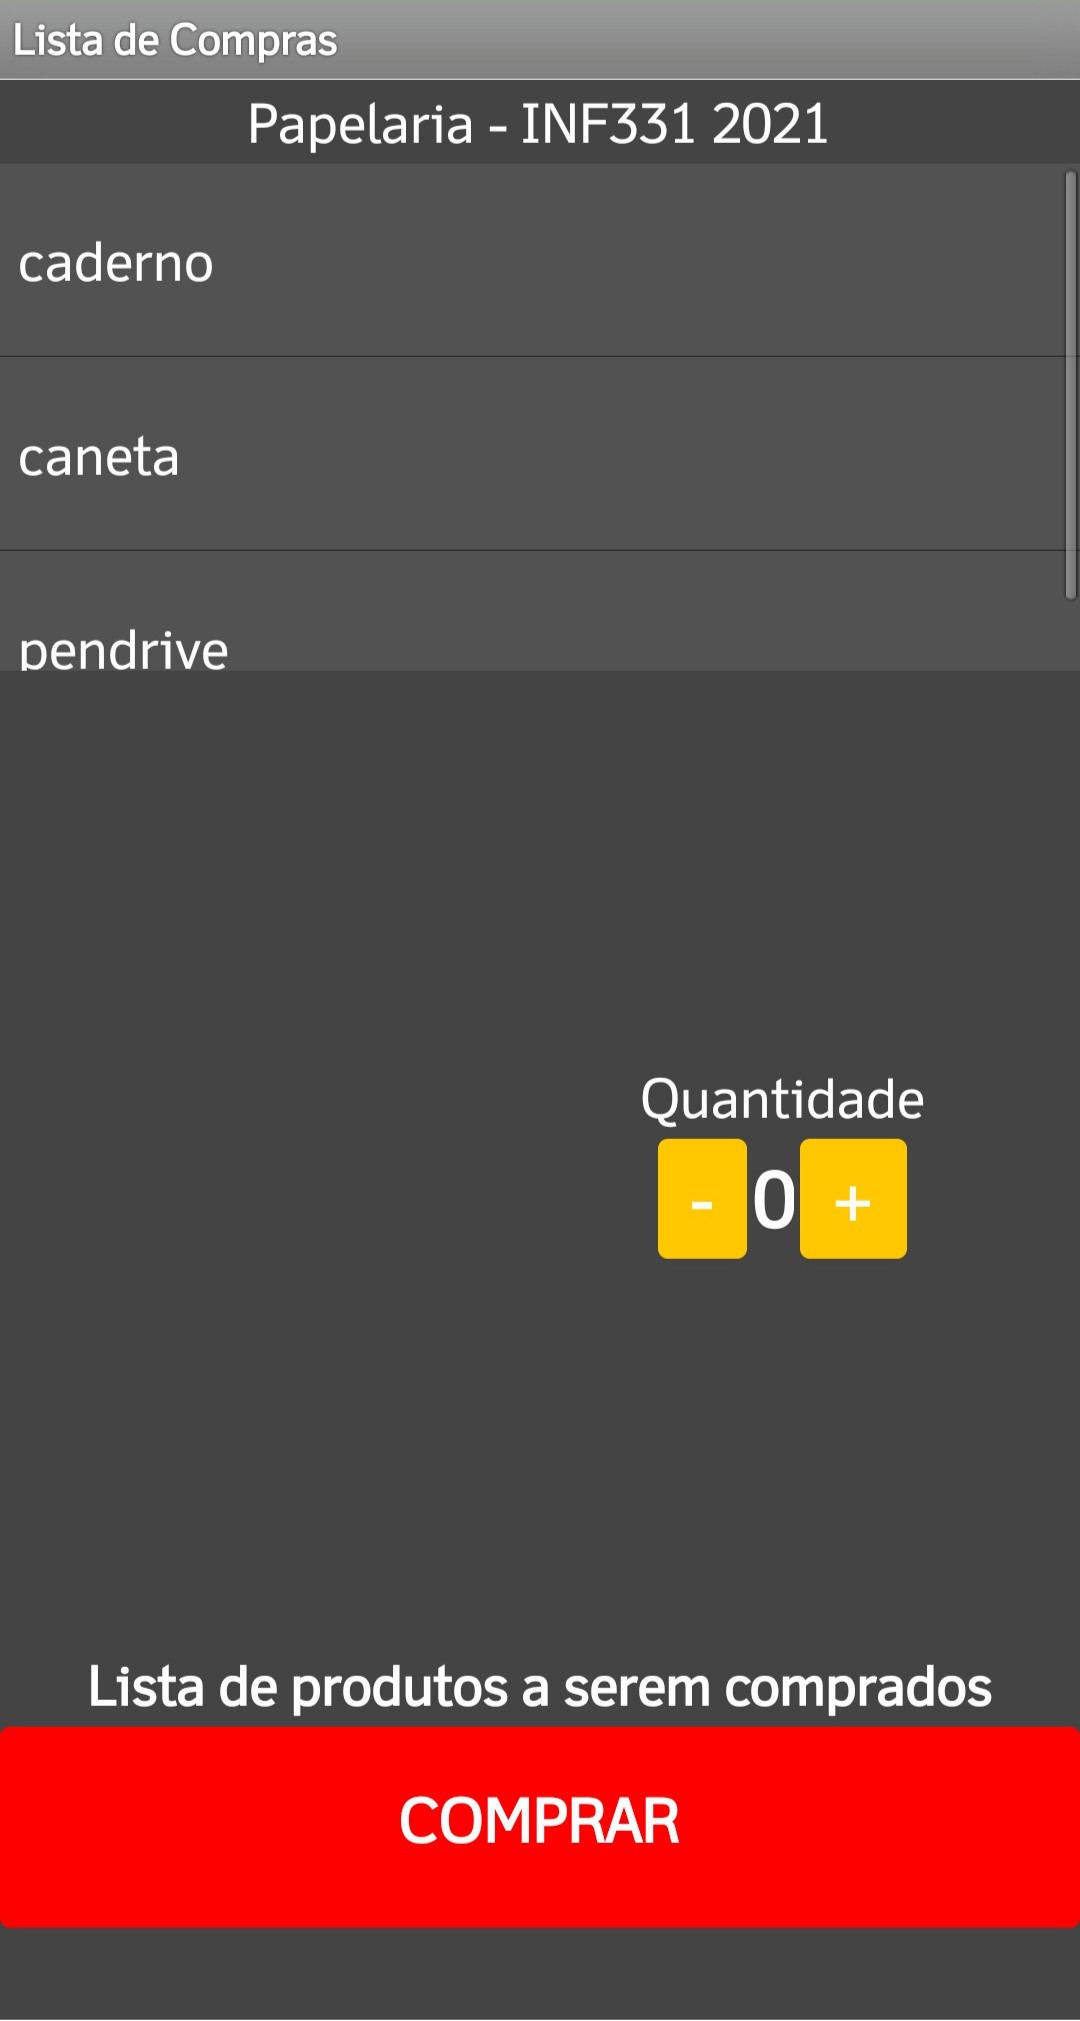 Lista de Compras
Papelaria - INF331 2021
caderno
caneta
pendrive
Quantidade
- 0 +
Lista de produtos a serem comprados
COMPRAR